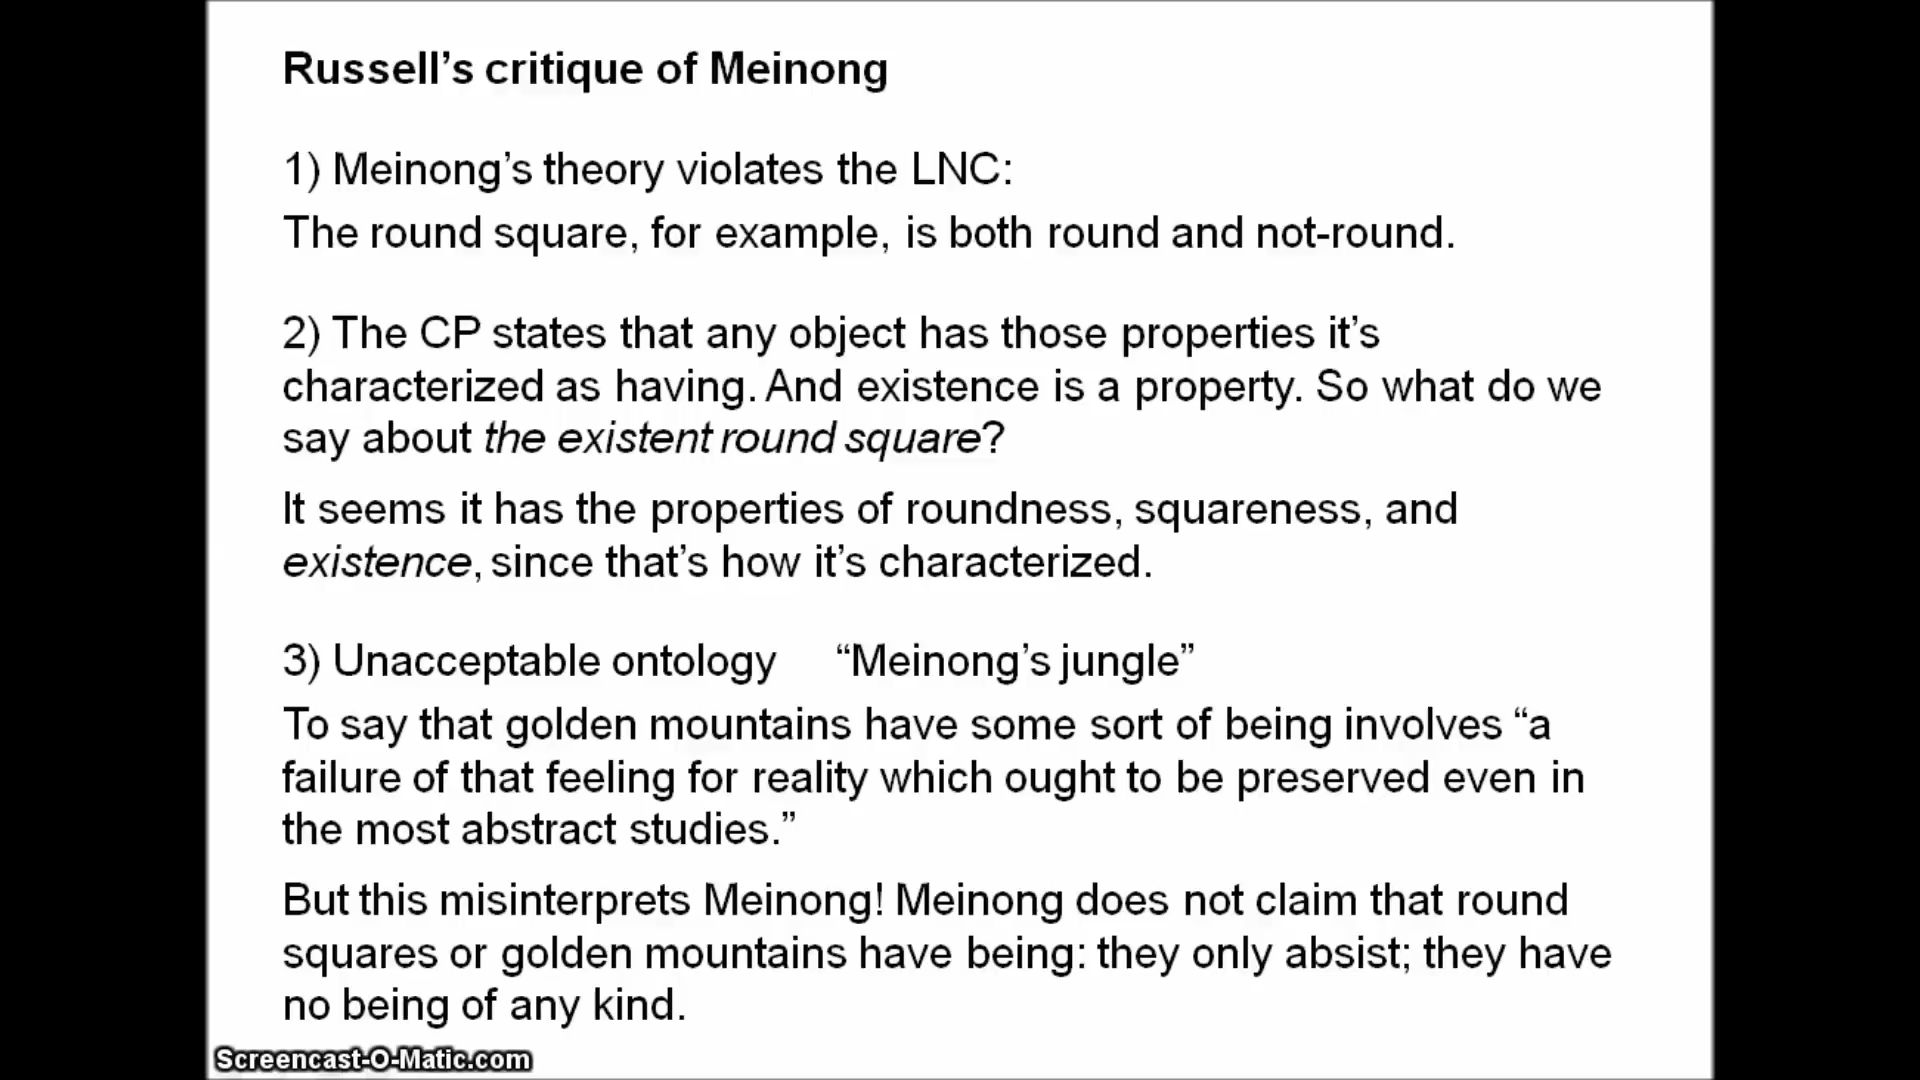 Russell’s critique of Meinong
1) Meinong’s theory violates the LNC:
The round square, for example, is both round and not-round.
2) The CP states that any object has those properties it’s
characterized as having. And existence is a property. So what do we
say about the existent round square?
It seems it has the properties of roundness, squareness, and
existence, since that’s how it’s characterized.
3) Unacceptable ontology “Meinong’s jungle”
To say that golden mountains have some sort of being involves “a
failure of that feeling for reality which ought to be preserved even in
the most abstract studies.”
But this misinterprets Meinong! Meinong does not claim that round
squares or golden mountains have being: they only absist; they have
no being of any kind.
Screencast-O-Matic.com